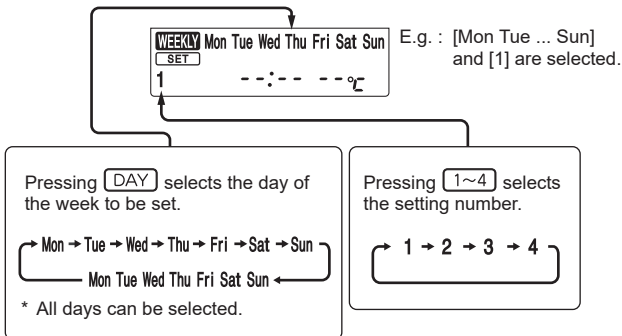 WEEKLY Mon Tue Wed Thu Fri Sat Sun
SET
1 --:-- --°C
E.g. : [Mon Tue ... Sun]
and [1] are selected.
Pressing DAY selects the day of
the week to be set.
Mon → Tue → Wed → Thu → Fri → Sat → Sun
Mon Tue Wed Thu Fri Sat Sun ←
* All days can be selected.
Pressing 1~4 selects
the setting number.
→ 1 → 2 → 3 → 4